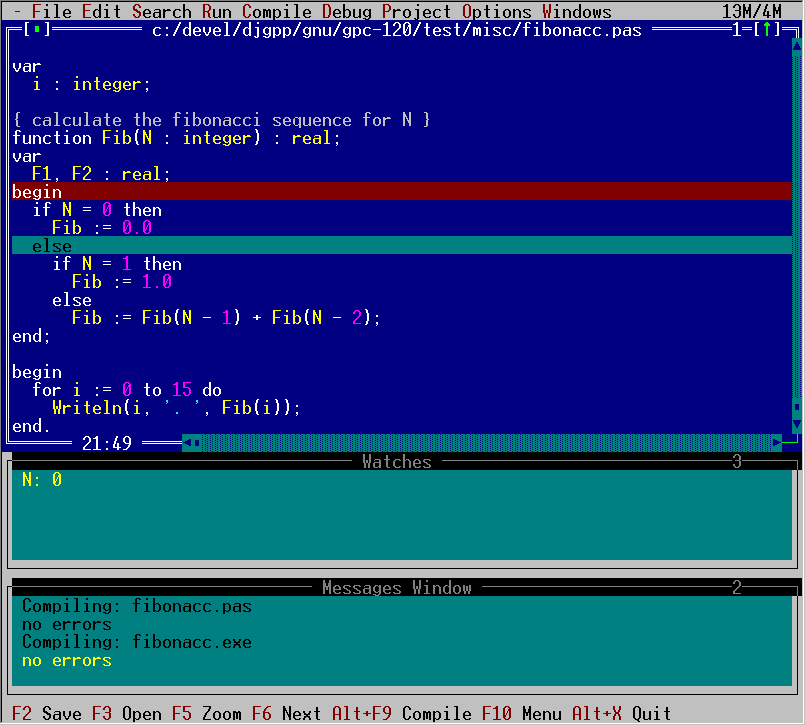 - File Edit Search Run Compile Debug Project Options Windows 13M/4M
c:/devel/djgpp/gnu/gpc-120/test/misc/fibonacc.pas 1
var
i : integer;
{ calculate the fibonacci sequence for N }
function Fib(N : integer) : real;
var
F1, F2 : real;
begin
if N = 0 then
Fib := 0.0
else
if N = 1 then
Fib := 1.0
else
Fib := Fib(N - 1) + Fib(N - 2);
end;
begin
for i := 0 to 15 do
Writeln(i, '. ', Fib(i));
end.
21:49
Watches 3
N: 0
Messages Window 2
Compiling: fibonacc.pas
no errors
Compiling: fibonacc.exe
no errors
F2 Save F3 Open F5 Zoom F6 Next Alt+F9 Compile F10 Menu Alt+X Quit